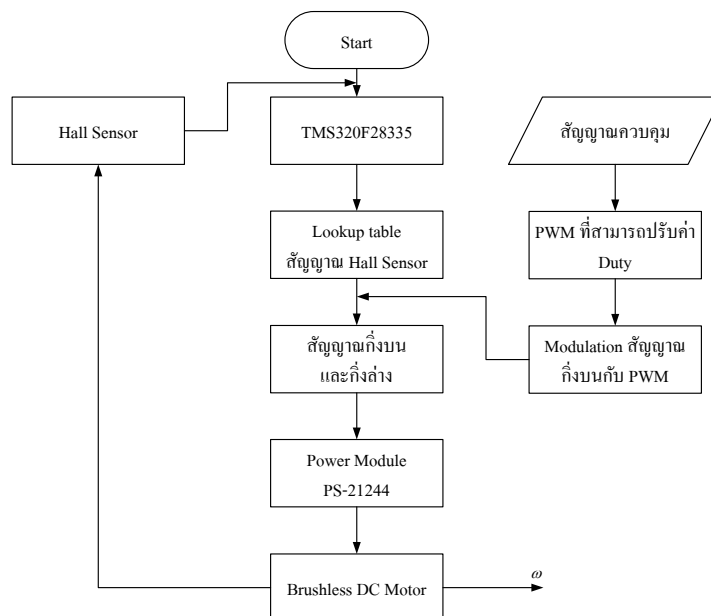 Start
Hall Sensor
TMS320F28335
สัญญาณควบคุม
Lookup table
สัญญาณ Hall Sensor
PWM ที่สามารถปรับค่า
Duty
สัญญาณกิ่งบน
และกิ่งล่าง
Modulation สัญญาณ
กิ่งบนกับ PWM
Power Module
PS-21244
Brushless DC Motor
ω